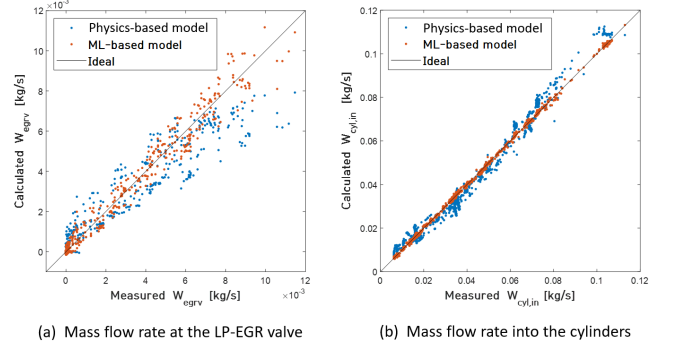 12 ×10⁻³
10
8
6
4
2
0
Calculated W_egrv [kg/s]
Physics-based model
ML-based model
Ideal
0 2 4 6 8 10 12
Measured W_egrv [kg/s] ×10⁻³
(a) Mass flow rate at the LP-EGR valve
0.12
0.1
0.08
0.06
0.04
0.02
0
Calculated W_cyl,in [kg/s]
Physics-based model
ML-based model
Ideal
0 0.02 0.04 0.06 0.08 0.1 0.12
Measured W_cyl,in [kg/s]
(b) Mass flow rate into the cylinders